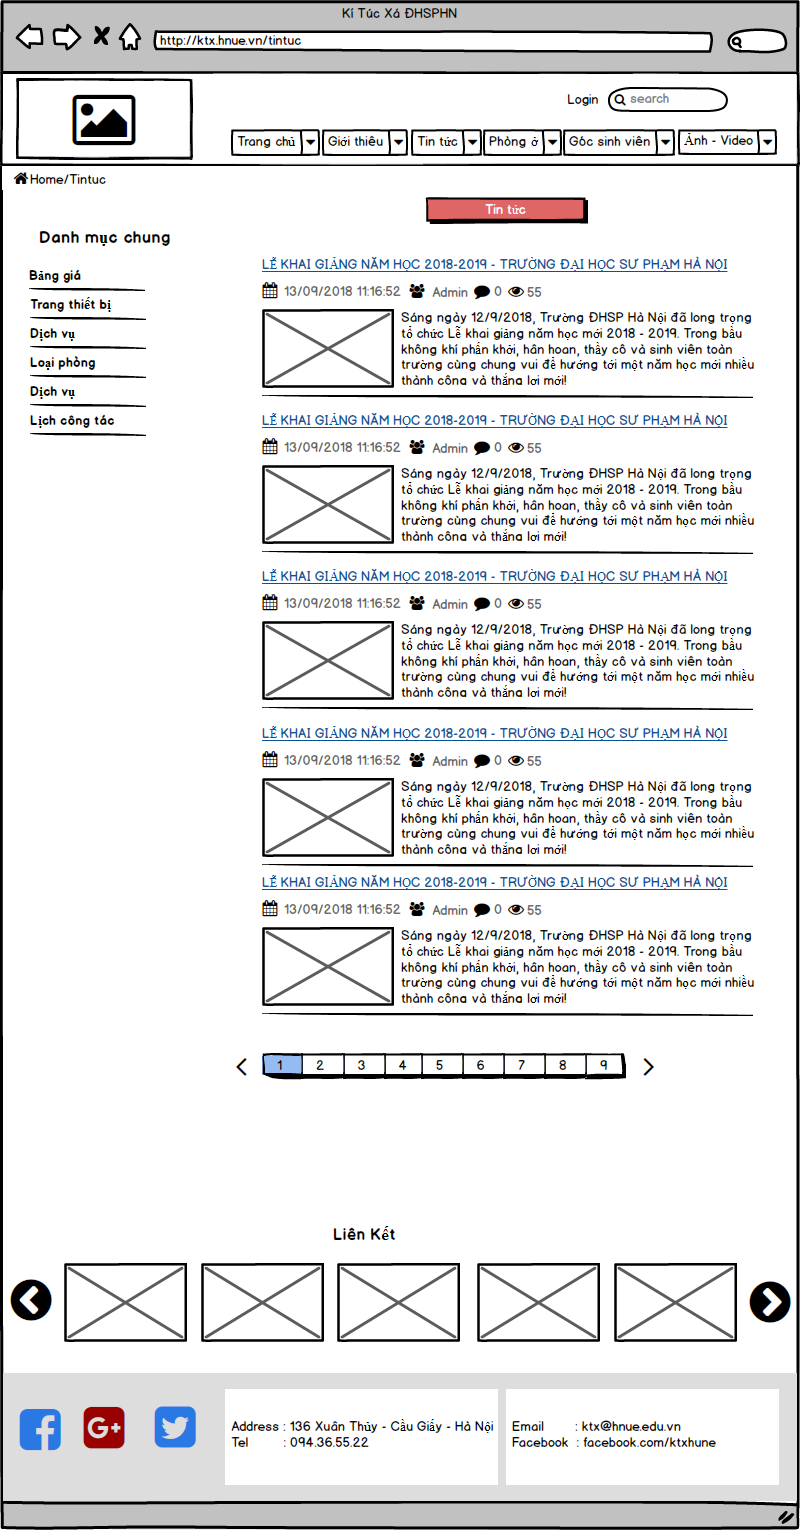 Kí Túc Xá ĐHSPHN
http://ktx.hnue.vn/tintuc
Login
search
Trang chủ
Giới thiêu
Tin tức
Phòng ở
Góc sinh viên
Ảnh - Video
Home/Tintuc
Tin tức
Danh mục chung
Bảng giá
Trang thiết bị
Dịch vụ
Loại phòng
Dịch vụ
Lịch công tác
LỄ KHAI GIẢNG NĂM HỌC 2018-2019 - TRƯỜNG ĐẠI HỌC SƯ PHẠM HÀ NỘI
13/09/2018 11:16:52 Admin 0 55
Sáng ngày 12/9/2018, Trường ĐHSP Hà Nội đã long trọng
tổ chức Lễ khai giảng năm học mới 2018 - 2019. Trong bầu
không khí phấn khởi, hân hoan, thầy cô và sinh viên toàn
trường cùng chung vui để hướng tới một năm học mới nhiều
thành công và thắng lợi mới!
LỄ KHAI GIẢNG NĂM HỌC 2018-2019 - TRƯỜNG ĐẠI HỌC SƯ PHẠM HÀ NỘI
13/09/2018 11:16:52 Admin 0 55
Sáng ngày 12/9/2018, Trường ĐHSP Hà Nội đã long trọng
tổ chức Lễ khai giảng năm học mới 2018 - 2019. Trong bầu
không khí phấn khởi, hân hoan, thầy cô và sinh viên toàn
trường cùng chung vui để hướng tới một năm học mới nhiều
thành công và thắng lợi mới!
LỄ KHAI GIẢNG NĂM HỌC 2018-2019 - TRƯỜNG ĐẠI HỌC SƯ PHẠM HÀ NỘI
13/09/2018 11:16:52 Admin 0 55
Sáng ngày 12/9/2018, Trường ĐHSP Hà Nội đã long trọng
tổ chức Lễ khai giảng năm học mới 2018 - 2019. Trong bầu
không khí phấn khởi, hân hoan, thầy cô và sinh viên toàn
trường cùng chung vui để hướng tới một năm học mới nhiều
thành công và thắng lợi mới!
LỄ KHAI GIẢNG NĂM HỌC 2018-2019 - TRƯỜNG ĐẠI HỌC SƯ PHẠM HÀ NỘI
13/09/2018 11:16:52 Admin 0 55
Sáng ngày 12/9/2018, Trường ĐHSP Hà Nội đã long trọng
tổ chức Lễ khai giảng năm học mới 2018 - 2019. Trong bầu
không khí phấn khởi, hân hoan, thầy cô và sinh viên toàn
trường cùng chung vui để hướng tới một năm học mới nhiều
thành công và thắng lợi mới!
LỄ KHAI GIẢNG NĂM HỌC 2018-2019 - TRƯỜNG ĐẠI HỌC SƯ PHẠM HÀ NỘI
13/09/2018 11:16:52 Admin 0 55
Sáng ngày 12/9/2018, Trường ĐHSP Hà Nội đã long trọng
tổ chức Lễ khai giảng năm học mới 2018 - 2019. Trong bầu
không khí phấn khởi, hân hoan, thầy cô và sinh viên toàn
trường cùng chung vui để hướng tới một năm học mới nhiều
thành công và thắng lợi mới!
1 2 3 4 5 6 7 8 9
Liên Kết
Address : 136 Xuân Thủy - Cầu Giấy - Hà Nội
Tel : 094.36.55.22
Email : ktx@hnue.edu.vn
Facebook : facebook.com/ktxhune